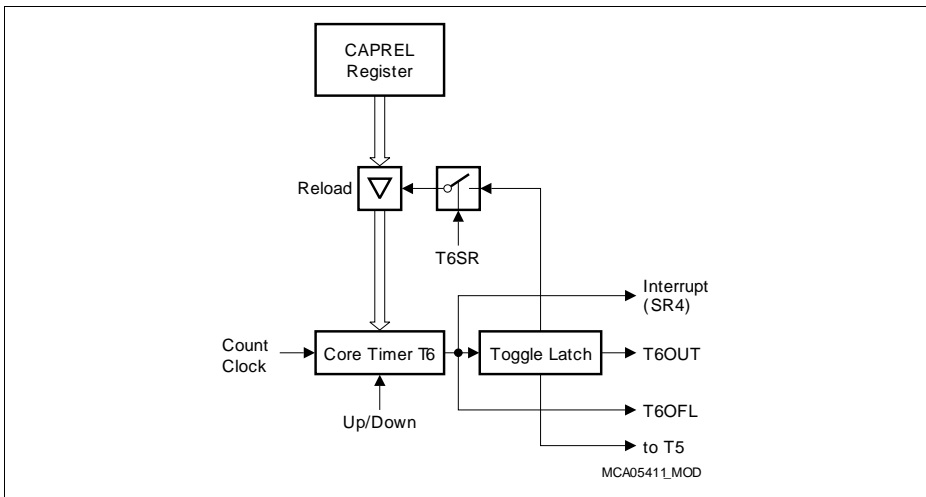 CAPREL
Register
Reload
T6SR
Interrupt
(SR4)
Count
Clock
Core Timer T6
Toggle Latch
T6OUT
Up/Down
T6OFL
to T5
MCA05411_MOD